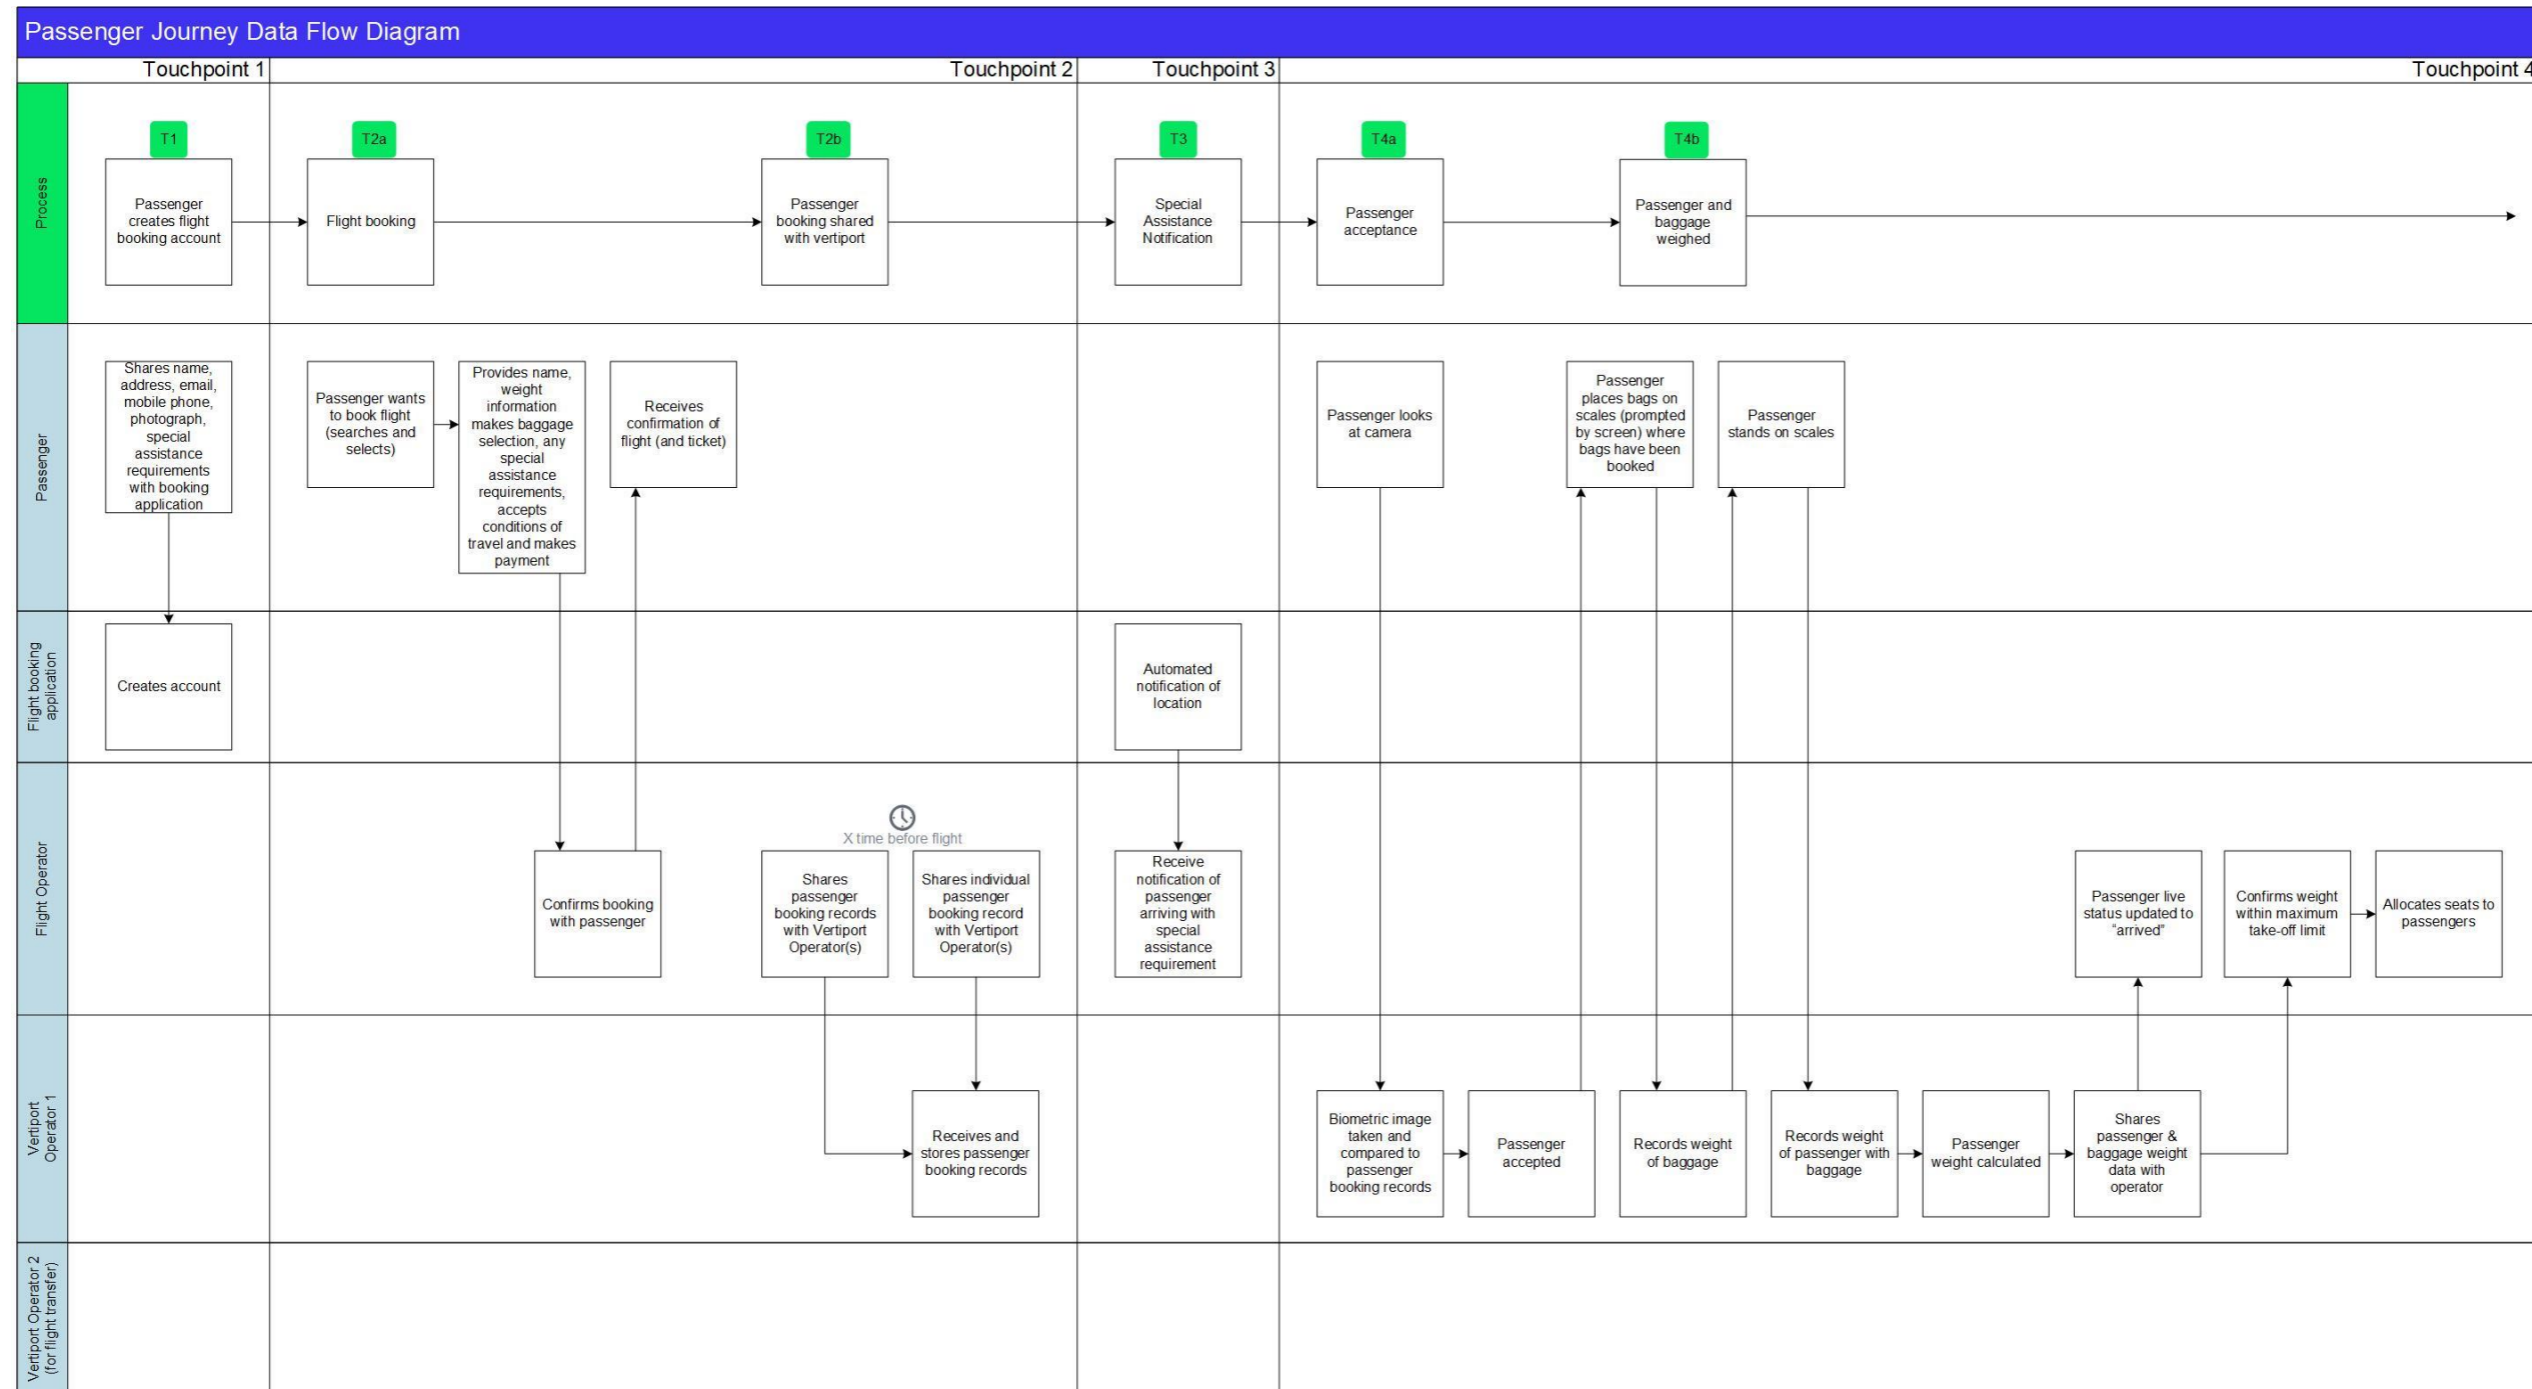 Passenger Journey Data Flow Diagram
Touchpoint 1
Touchpoint 2
Touchpoint 3
Touchpoint 4
Process
T1
Passenger
creates flight
booking account
T2a
Flight booking
T2b
Passenger
booking shared
with vertiport
T3
Special
Assistance
Notification
T4a
Passenger
acceptance
T4b
Passenger and
baggage
weighed
Passenger
Shares name,
address, email,
mobile phone,
photograph,
special
assistance
requirements
with booking
application
Passenger wants
to book flight
(searches and
selects)
Provides name,
weight
information
makes baggage
selection, any
special
assistance
requirements,
accepts
conditions of
travel and makes
payment
Receives
confirmation of
flight (and ticket)
Passenger looks
at camera
Passenger
places bags on
scales (prompted
by screen) where
bags have been
booked
Passenger
stands on scales
Flight booking
application
Creates account
Automated
notification of
location
Flight Operator
Confirms booking
with passenger
X time before flight
Shares
passenger
booking records
with Vertiport
Operator(s)
Shares individual
passenger
booking record
with Vertiport
Operator(s)
Receive
notification of
passenger
arriving with
special
assistance
requirement
Passenger live
status updated to
“arrived”
Confirms weight
within maximum
take-off limit
Allocates seats to
passengers
Vertiport
Operator 1
Receives and
stores passenger
booking records
Biometric image
taken and
compared to
passenger
booking records
Passenger
accepted
Records weight
of baggage
Records weight
of passenger with
baggage
Passenger
weight calculated
Shares
passenger &
baggage weight
data with
operator
Vertiport Operator 2
(for flight transfer)